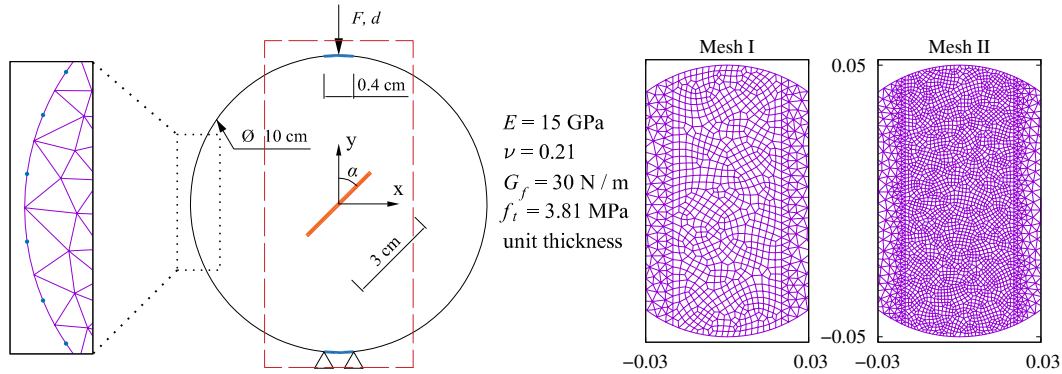 F, d
0.4 cm
Ø 10 cm
y
α
x
3 cm
E = 15 GPa
ν = 0.21
G_f = 30 N / m
f_t = 3.81 MPa
unit thickness
Mesh I
Mesh II
0.05
−0.05
−0.03
0.03
−0.03
0.03